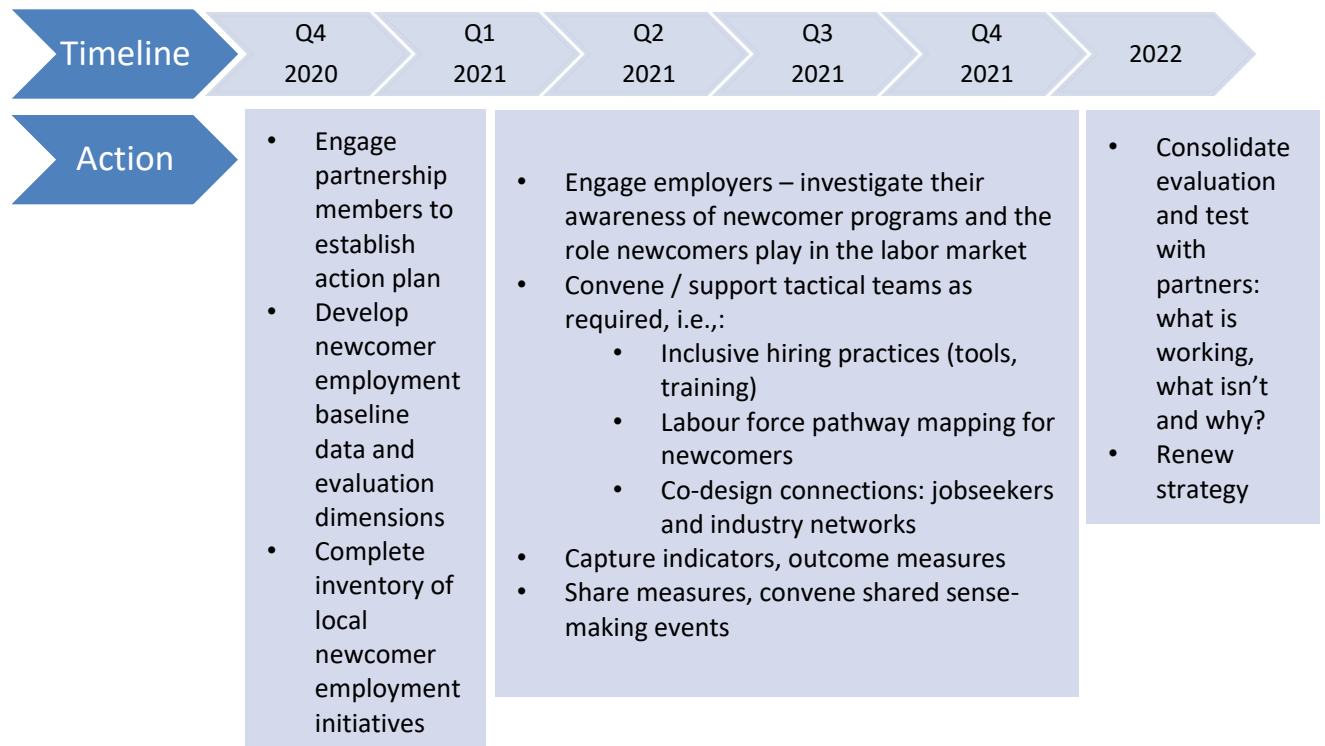 Timeline
Q4
2020
Q1
2021
Q2
2021
Q3
2021
Q4
2021
2022
Action
• Engage
partnership
members to
establish
action plan
• Develop
newcomer
employment
baseline
data and
evaluation
dimensions
• Complete
inventory of
local
newcomer
employment
initiatives
• Engage employers – investigate their
awareness of newcomer programs and the
role newcomers play in the labor market
• Convene / support tactical teams as
required, i.e.,:
• Inclusive hiring practices (tools,
training)
• Labour force pathway mapping for
newcomers
• Co-design connections: jobseekers
and industry networks
• Capture indicators, outcome measures
• Share measures, convene shared sense-
making events
• Consolidate
evaluation
and test
with
partners:
what is
working,
what isn’t
and why?
• Renew
strategy